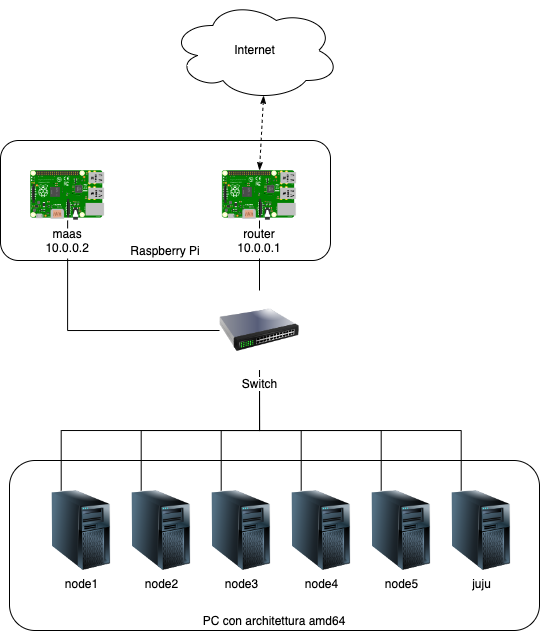 Internet
maas
10.0.0.2
router
10.0.0.1
Raspberry Pi
Switch
node1
node2
node3
node4
node5
juju
PC con architettura amd64